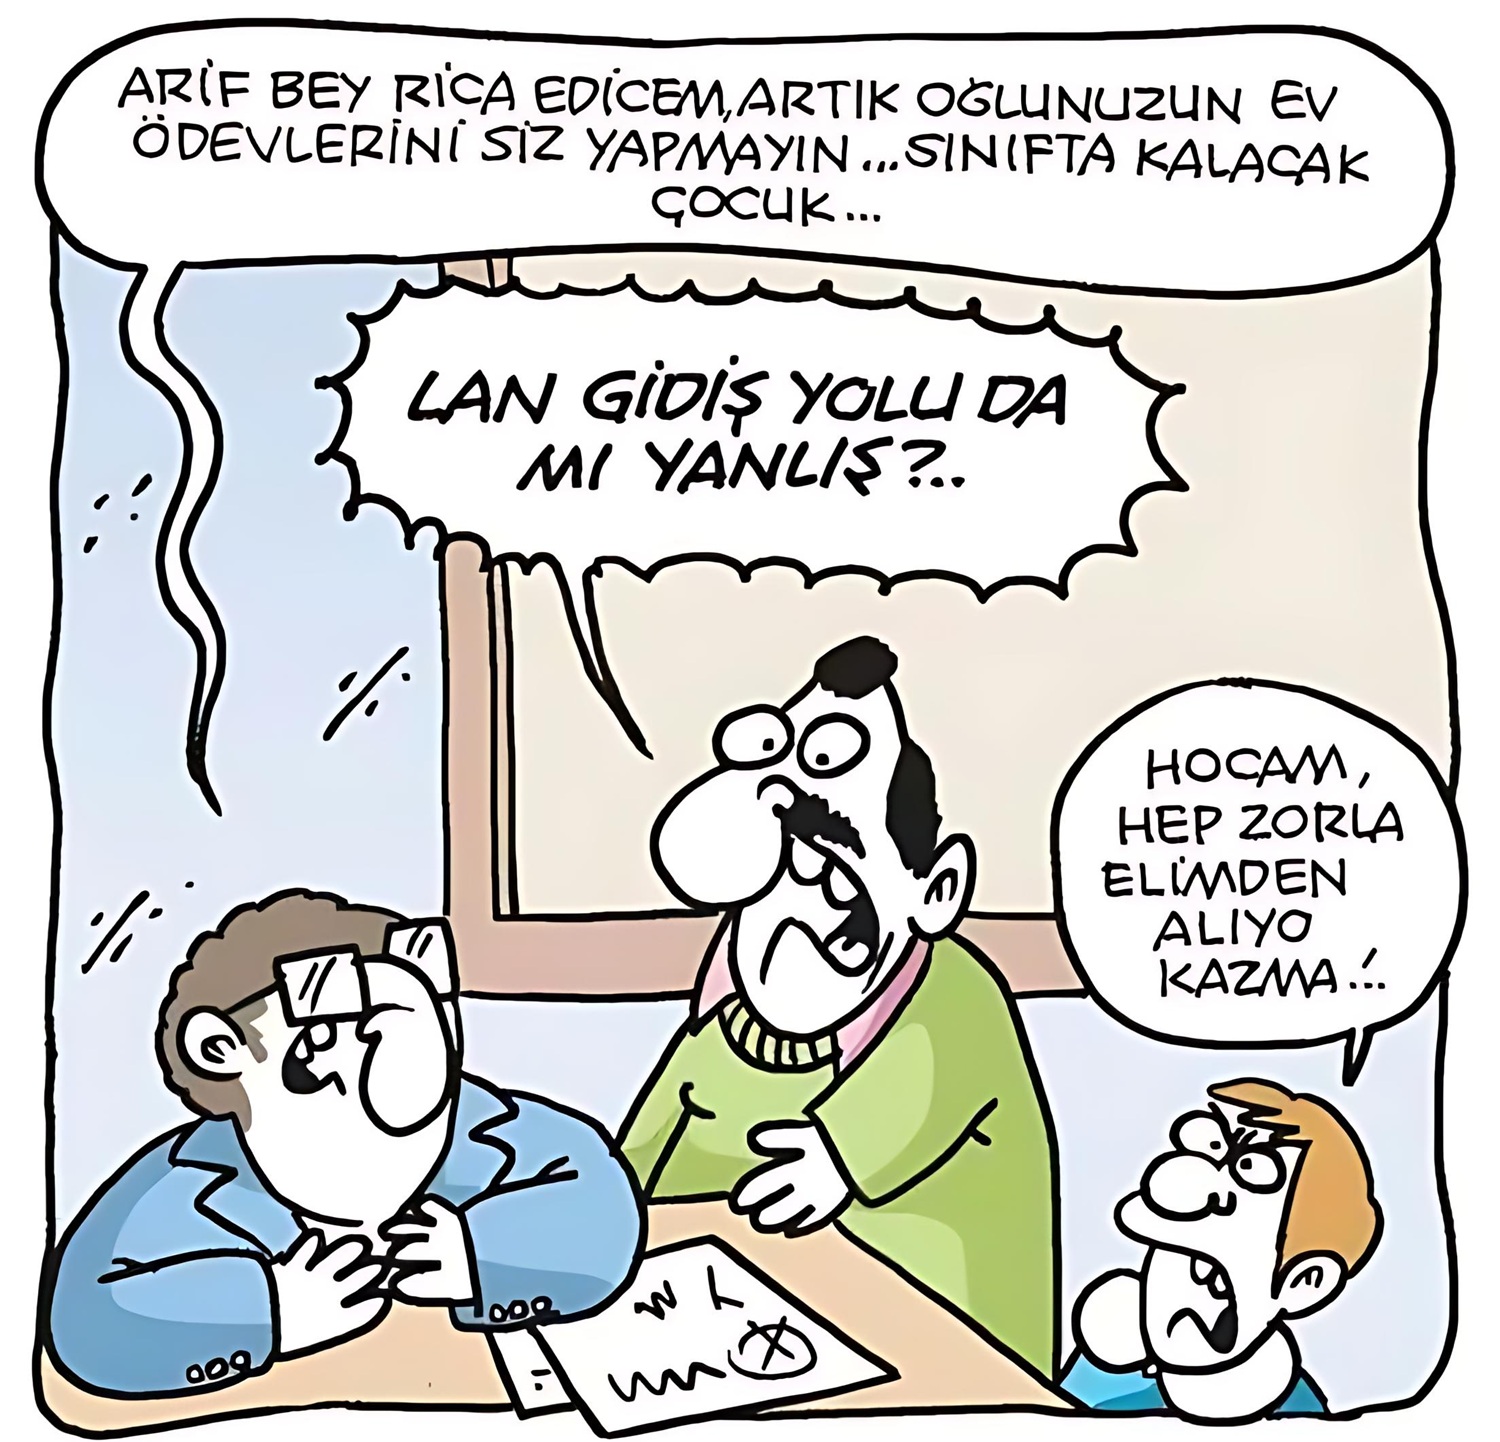 ARİF BEY RİCA EDİCEM, ARTIK OĞLUNUZUN EV
ÖDEVLERİNİ SİZ YAPMAYIN... SINIFTA KALACAK
ÇOCUK...
LAN GİDİŞ YOLU DA
MI YANLIŞ?..
HOCAM,
HEP ZORLA
ELİMDEN
ALIYO
KAZMA!..